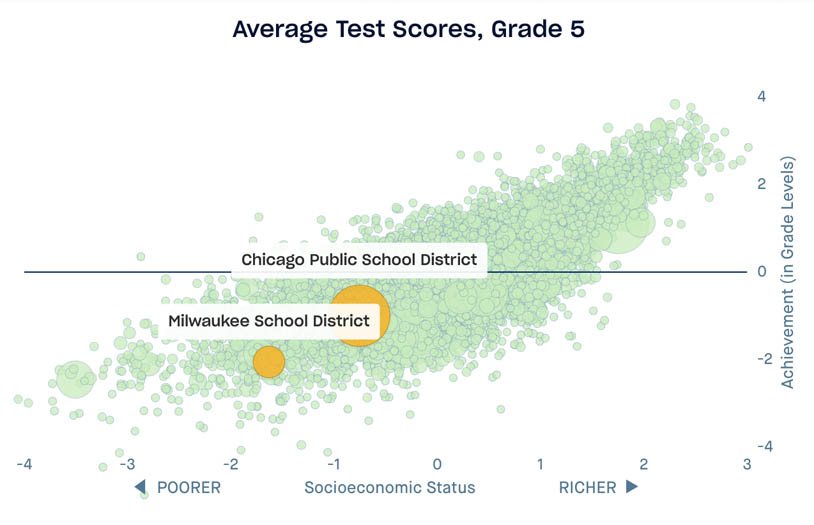 Average Test Scores, Grade 5
4
2
Chicago Public School District
0
Milwaukee School District
-2
-4
Achievement (in Grade Levels)
-4 -3 -2 -1 0 1 2 3
◀ POORER Socioeconomic Status RICHER ▶